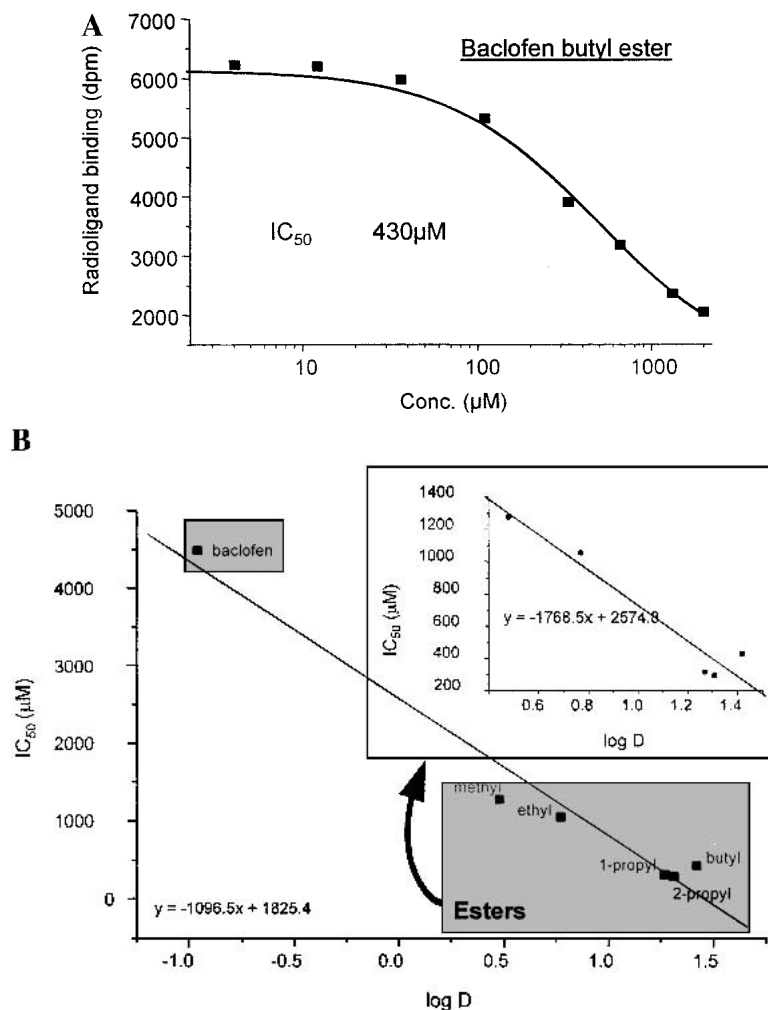 A
Baclofen butyl ester
Radioligand binding (dpm)
7000
6000
5000
4000
3000
2000
IC50 430µM
10 100 1000
Conc. (µM)
B
5000
4000
3000
2000
1000
0
IC50 (µM)
baclofen
1400
1200
1000
800
600
400
200
IC50 (µM)
y = -1768.5x + 2574.8
0.6 0.8 1.0 1.2 1.4
log D
methyl
ethyl
1-propyl
butyl
2-propyl
Esters
y = -1096.5x + 1825.4
-1.0 -0.5 0.0 0.5 1.0 1.5
log D